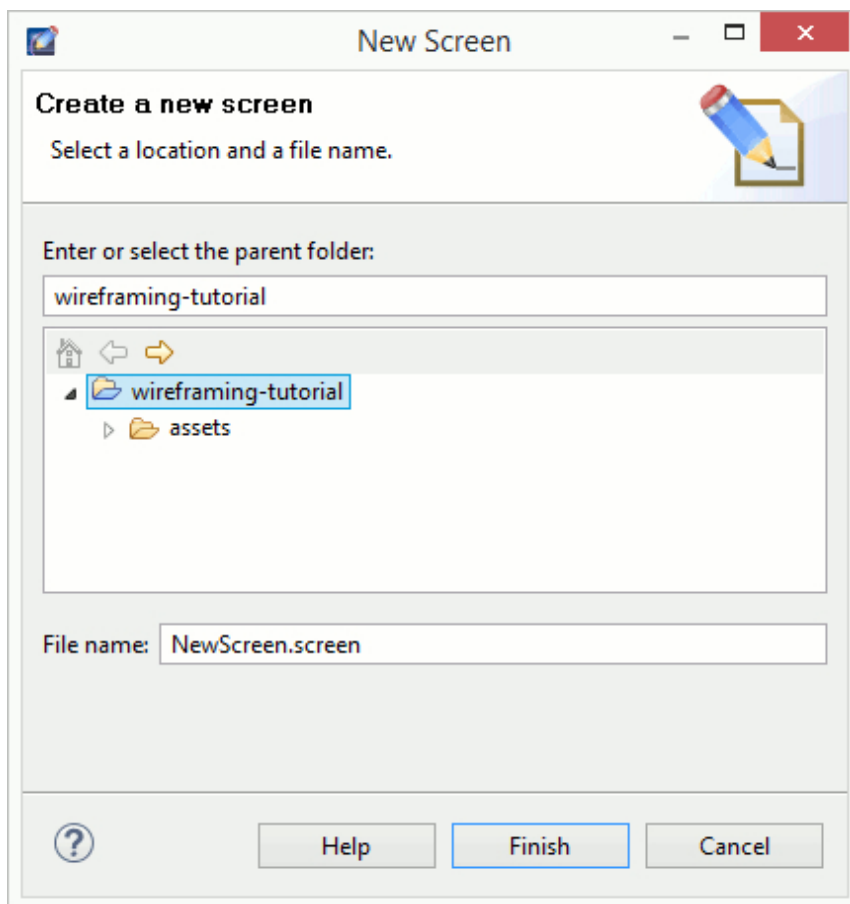 New Screen
Create a new screen
Select a location and a file name.
Enter or select the parent folder:
wireframing-tutorial
wireframing-tutorial
assets
File name: NewScreen.screen
Help Finish Cancel